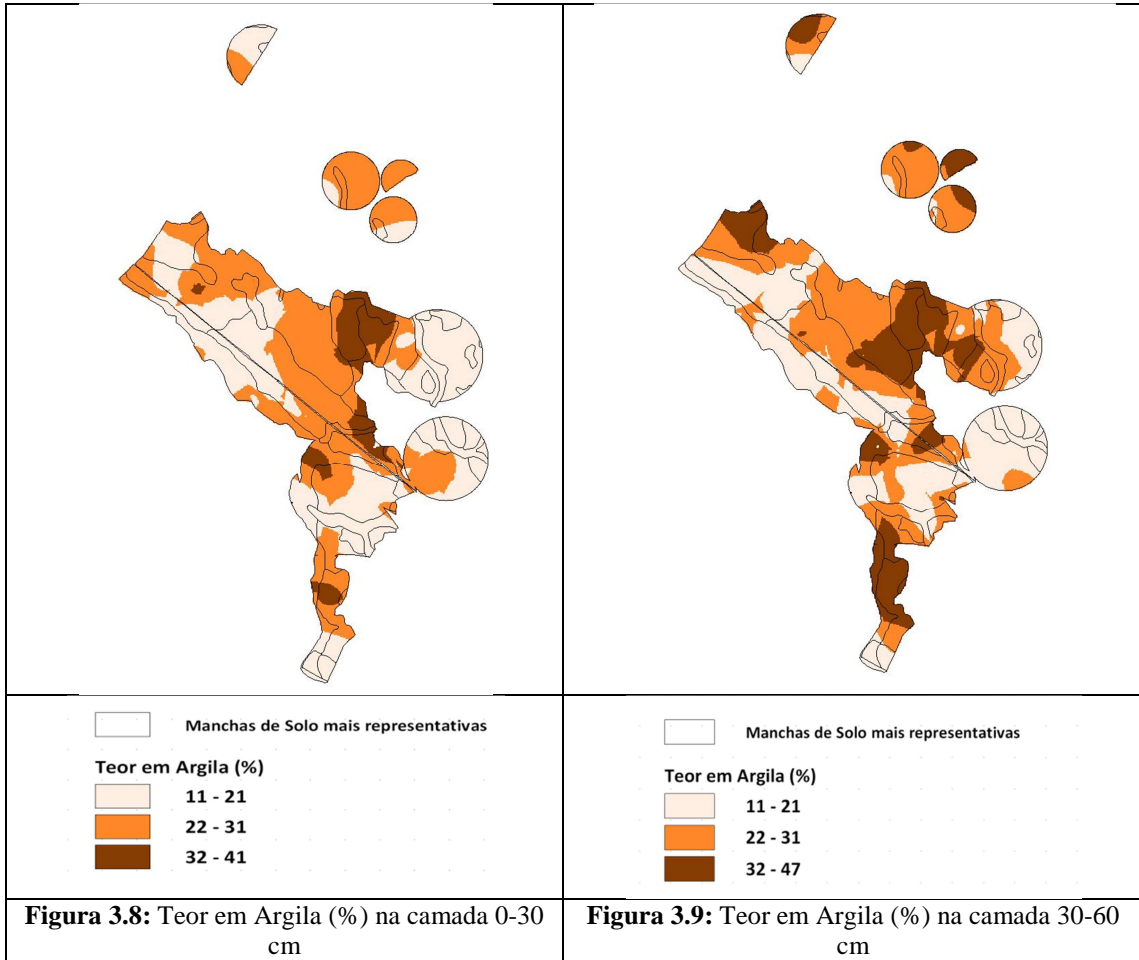 Manchas de Solo mais representativas
Teor em Argila (%)
11 - 21
22 - 31
32 - 41
Figura 3.8: Teor em Argila (%) na camada 0-30
cm
Manchas de Solo mais representativas
Teor em Argila (%)
11 - 21
22 - 31
32 - 47
Figura 3.9: Teor em Argila (%) na camada 30-60
cm